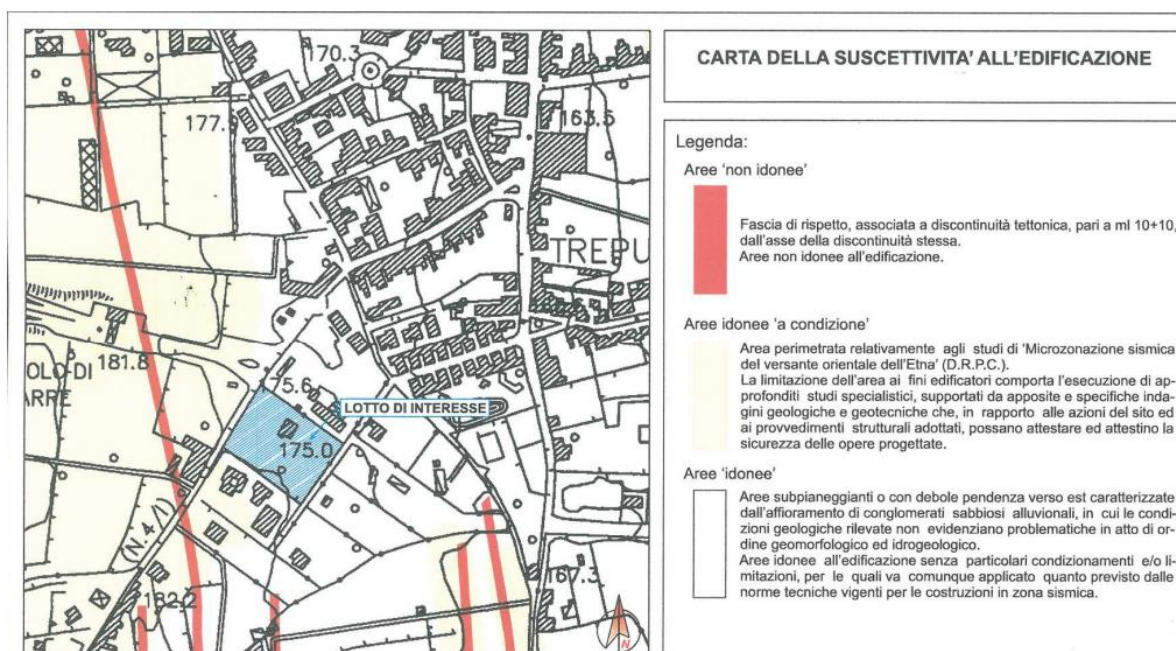 170.3
177.
163.5
TREPU
181.8
OLO DI
ARRE
75.6
LOTTO DI INTERESSE
175.0
(N.4/I)
182.2
167.3
N
CARTA DELLA SUSCETTIVITA' ALL'EDIFICAZIONE
Legenda:
Aree 'non idonee'
Fascia di rispetto, associata a discontinuità tettonica, pari a ml 10+10,
dall'asse della discontinuità stessa.
Aree non idonee all'edificazione.
Aree idonee 'a condizione'
Area perimetrata relativamente agli studi di 'Microzonazione sismica
del versante orientale dell'Etna' (D.R.P.C.).
La limitazione dell'area ai fini edificatori comporta l'esecuzione di ap-
profonditi studi specialistici, supportati da apposite e specifiche inda-
gini geologiche e geotecniche che, in rapporto alle azioni del sito ed
ai provvedimenti strutturali adottati, possano attestare ed attestino la
sicurezza delle opere progettate.
Aree 'idonee'
Aree subpianeggianti o con debole pendenza verso est caratterizzate
dall'affioramento di conglomerati sabbiosi alluvionali, in cui le condi-
zioni geologiche rilevate non evidenziano problematiche in atto di or-
dine geomorfologico ed idrogeologico.
Aree idonee all'edificazione senza particolari condizionamenti e/o li-
mitazioni, per le quali va comunque applicato quanto previsto dalle
norme tecniche vigenti per le costruzioni in zona sismica.